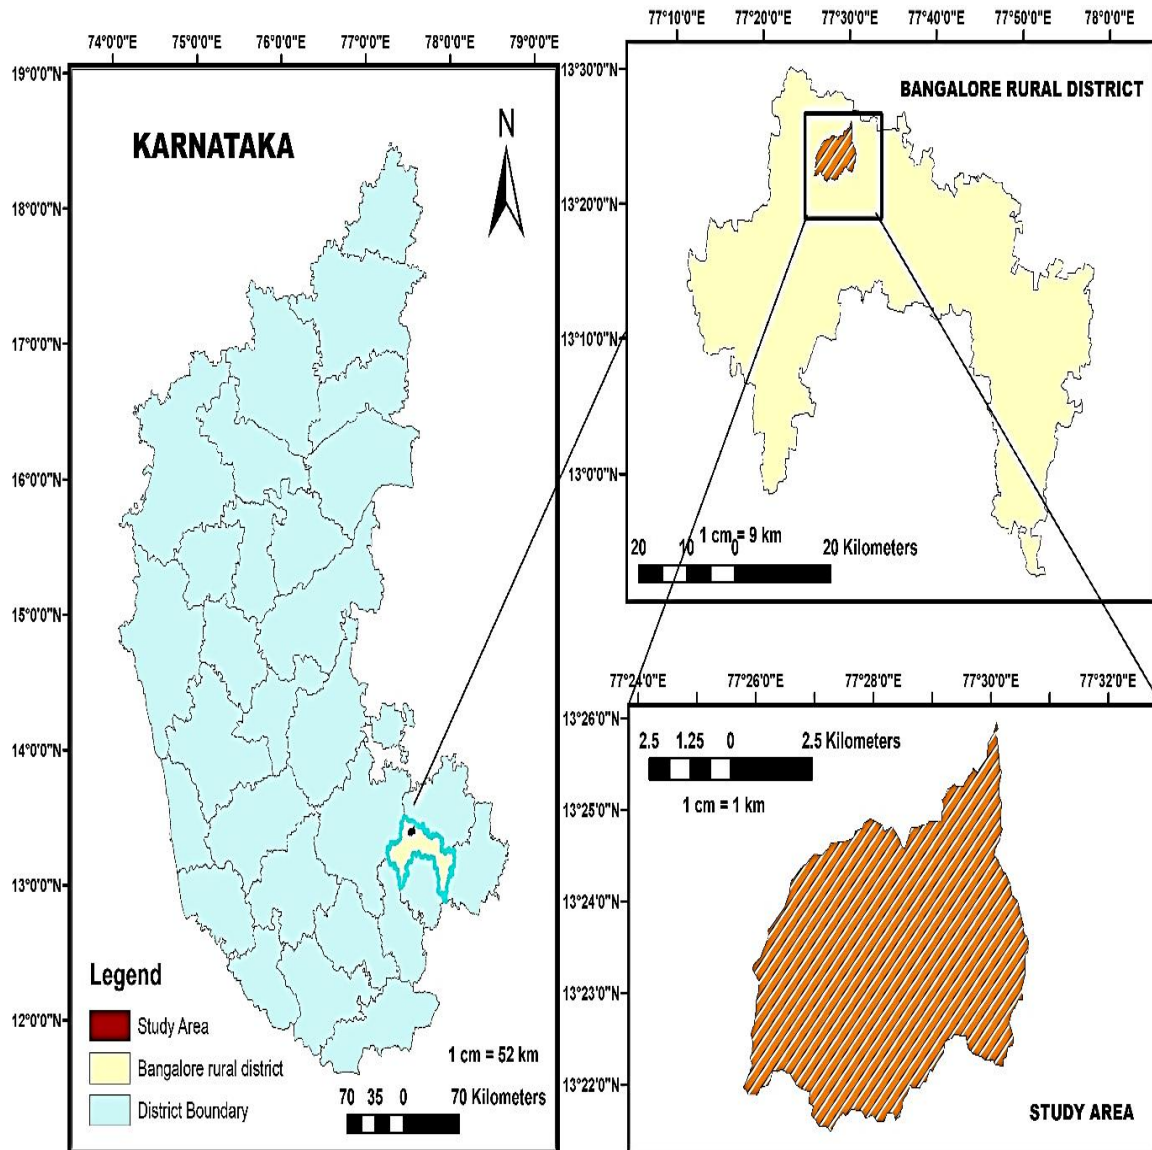 74°0'0"E 75°0'0"E 76°0'0"E 77°0'0"E 78°0'0"E 79°0'0"E
19°0'0"N
18°0'0"N
17°0'0"N
16°0'0"N
15°0'0"N
14°0'0"N
13°0'0"N
12°0'0"N
KARNATAKA
N
Legend
Study Area
Bangalore rural district
District Boundary
1 cm = 52 km
70 35 0 70 Kilometers
77°10'0"E 77°20'0"E 77°30'0"E 77°40'0"E 77°50'0"E 78°0'0"E
13°30'0"N
13°20'0"N
13°10'0"N
13°0'0"N
BANGALORE RURAL DISTRICT
1 cm = 9 km
20 10 0 20 Kilometers
77°24'0"E 77°26'0"E 77°28'0"E 77°30'0"E 77°32'0"E
13°26'0"N
13°25'0"N
13°24'0"N
13°23'0"N
13°22'0"N
2.5 1.25 0 2.5 Kilometers
1 cm = 1 km
STUDY AREA